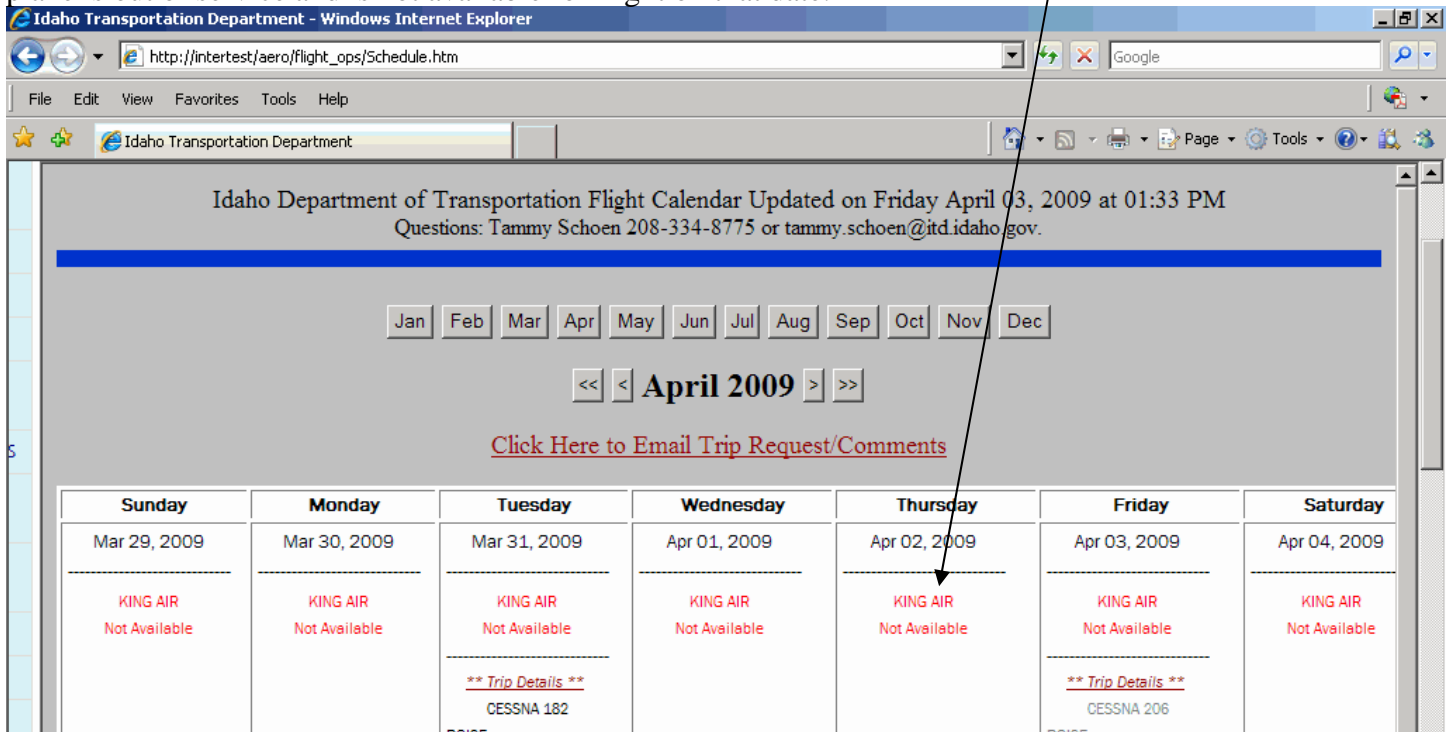 Idaho Transportation Department - Windows Internet Explorer
http://intertest/aero/flight_ops/Schedule.htm
Google
File Edit View Favorites Tools Help
Idaho Transportation Department
Page Tools
Idaho Department of Transportation Flight Calendar Updated on Friday April 03, 2009 at 01:33 PM
Questions: Tammy Schoen 208-334-8775 or tammy.schoen@itd.idaho.gov.
Jan Feb Mar Apr May Jun Jul Aug Sep Oct Nov Dec
<< < April 2009 > >>
Click Here to Email Trip Request/Comments
s
Sunday Monday Tuesday Wednesday Thursday Friday Saturday
Mar 29, 2009 Mar 30, 2009 Mar 31, 2009 Apr 01, 2009 Apr 02, 2009 Apr 03, 2009 Apr 04, 2009
KING AIR KING AIR KING AIR KING AIR KING AIR KING AIR KING AIR
Not Available Not Available Not Available Not Available Not Available Not Available Not Available
** Trip Details ** ** Trip Details **
CESSNA 182 CESSNA 206